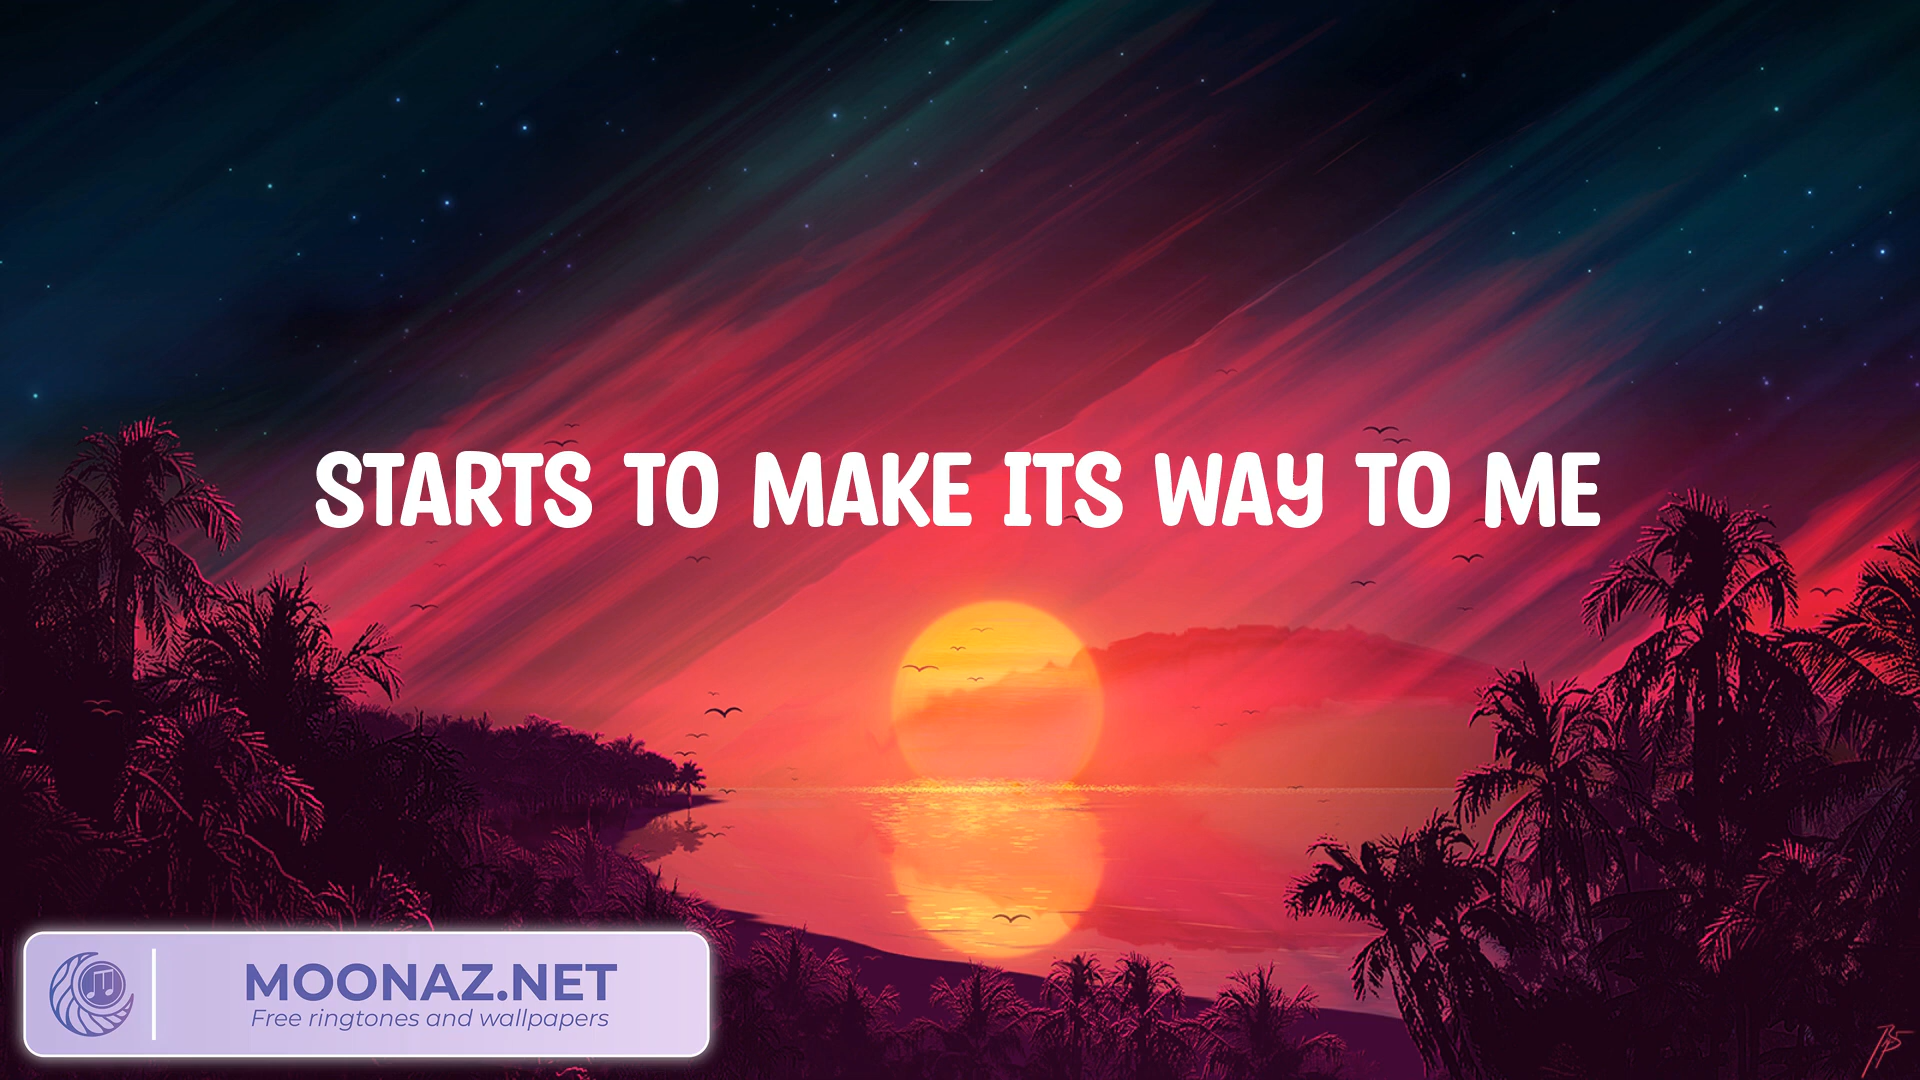 STARTS TO MAKE ITS WAY TO ME
MOONAZ.NET
Free ringtones and wallpapers